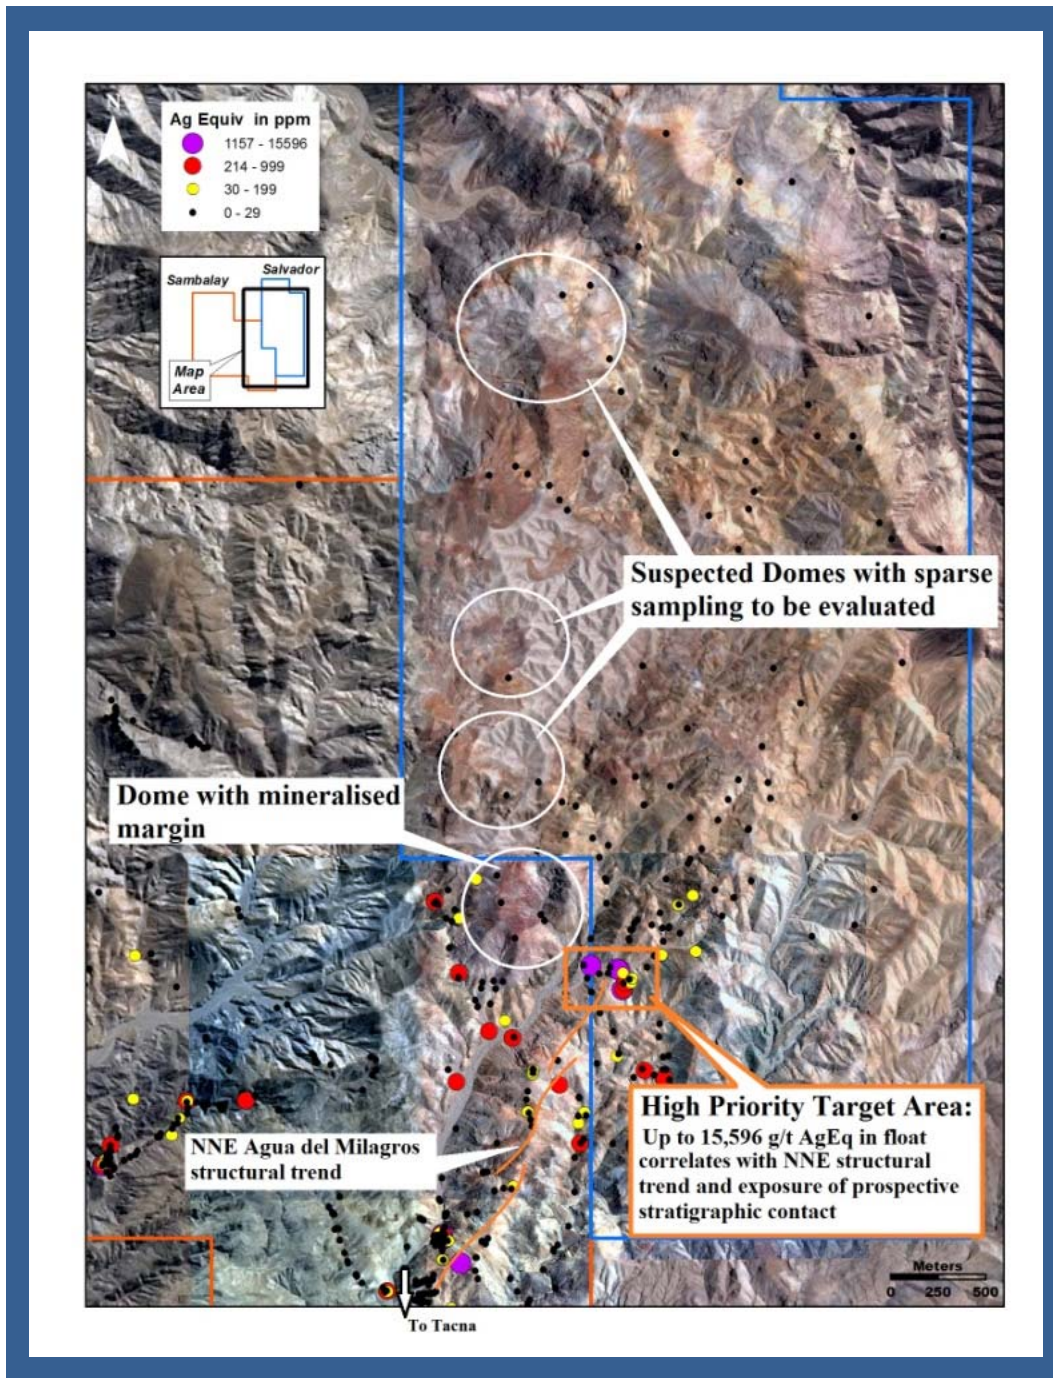 N
Ag Equiv in ppm
1157 - 15596
214 - 999
30 - 199
0 - 29
Salvador
Sambalay
Map
Area
Suspected Domes with sparse
sampling to be evaluated
Dome with mineralised
margin
High Priority Target Area:
Up to 15,596 g/t AgEq in float
correlates with NNE structural
trend and exposure of prospective
stratigraphic contact
NNE Agua del Milagros
structural trend
Meters
0 250 500
To Tacna